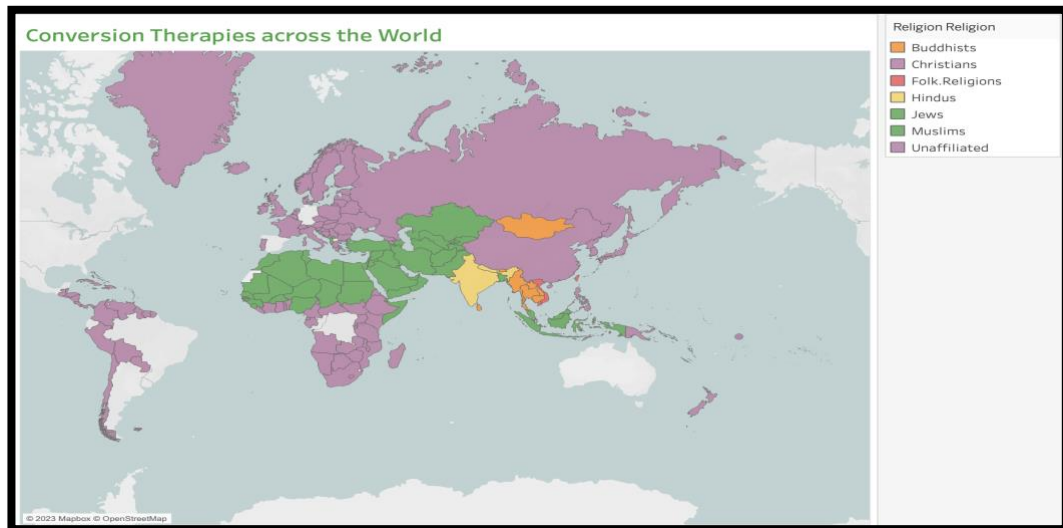 Conversion Therapies across the World
Religion Religion
Buddhists
Christians
Folk.Religions
Hindus
Jews
Muslims
Unaffiliated
© 2023 Mapbox © OpenStreetMap